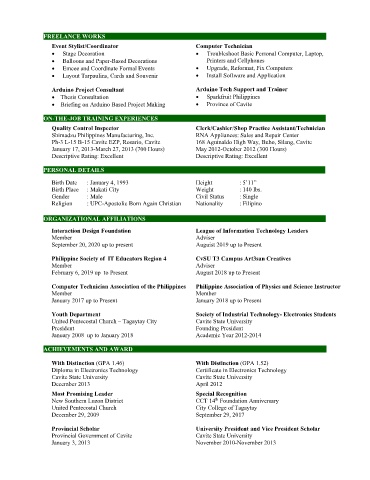 FREELANCE WORKS
Event Stylist/Coordinator
• Stage Decoration
• Balloons and Paper-Based Decorations
• Emcee and Coordinate Formal Events
• Layout Tarpaulize, Cards and Souvenir
Computer Technician
• Troubleshoot Basic Personal Computer, Laptop,
Printers and Cellphones
• Upgrade, Reformat, Fix Computers
• Install Software and Application
Arduino Project Consultant
• Thesis Consultation
• Briefing on Arduino Based Project Making
Arduino Tech Support and Trainer
• Sparkfirat Philippines
• Province of Cavite
ON-THE-JOB TRAINING EXPERIENCES
Quality Control Inspector
Shimadzu Philippines Manufacturing, Inc.
Ph-3 L-15 B-15 Cavite EZP, Rosario, Cavite
January 17, 2013-March 27, 2013 (700 Hours)
Descriptive Rating: Excellent
Clerk/Cashier/Shop Practice Assistant/Technician
RNA Appliances: Sales and Repair Center
168 Aguinaldo High Way, Buho, Silang, Cavite
May 2012-October 2012 (300 Hours)
Descriptive Rating: Excellent
PERSONAL DETAILS
Birth Date : January 4, 1993
Birth Place : Makati City
Gender : Male
Religion : UPC-Apostolic Born Again Christian
Height : 5'11"
Weight : 140 lbs.
Civil Status : Single
Nationality : Filipino
ORGANIZATIONAL AFFILIATIONS
Interaction Design Foundation
Member
September 20, 2020 up to present
League of Information Technology Leaders
Adviser
August 2019 up to Present
Philippine Society of IT Educators Region 4
Member
February 6, 2019 up to Present
CvSU T3 Campus Art3san Creatives
Adviser
August 2018 up to Present
Computer Technician Association of the Philippines
Member
January 2017 up to Present
Philippine Association of Physics and Science Instructor
Member
January 2018 up to Present
Youth Department
United Pentecostal Church – Tagaytay City
President
January 2008 up to January 2018
Society of Industrial Technology- Electronics Students
Cavite State University
Founding President
Academic Year 2012-2014
ACHIEVEMENTS AND AWARD
With Distinction (GPA 1.46)
Diploma in Electronics Technology
Cavite State University
December 2013
With Distinction (GPA 1.52)
Certificate in Electronics Technology
Cavite State University
April 2012
Most Promising Leader
New Southern Luzon District
United Pentecostal Church
December 29, 2009
Special Recognition
CCT 14th Foundation Anniversary
City College of Tagaytay
September 29, 2017
Provincial Scholar
Provincial Government of Cavite
January 3, 2013
University President and Vice President Scholar
Cavite State University
November 2010-November 2013